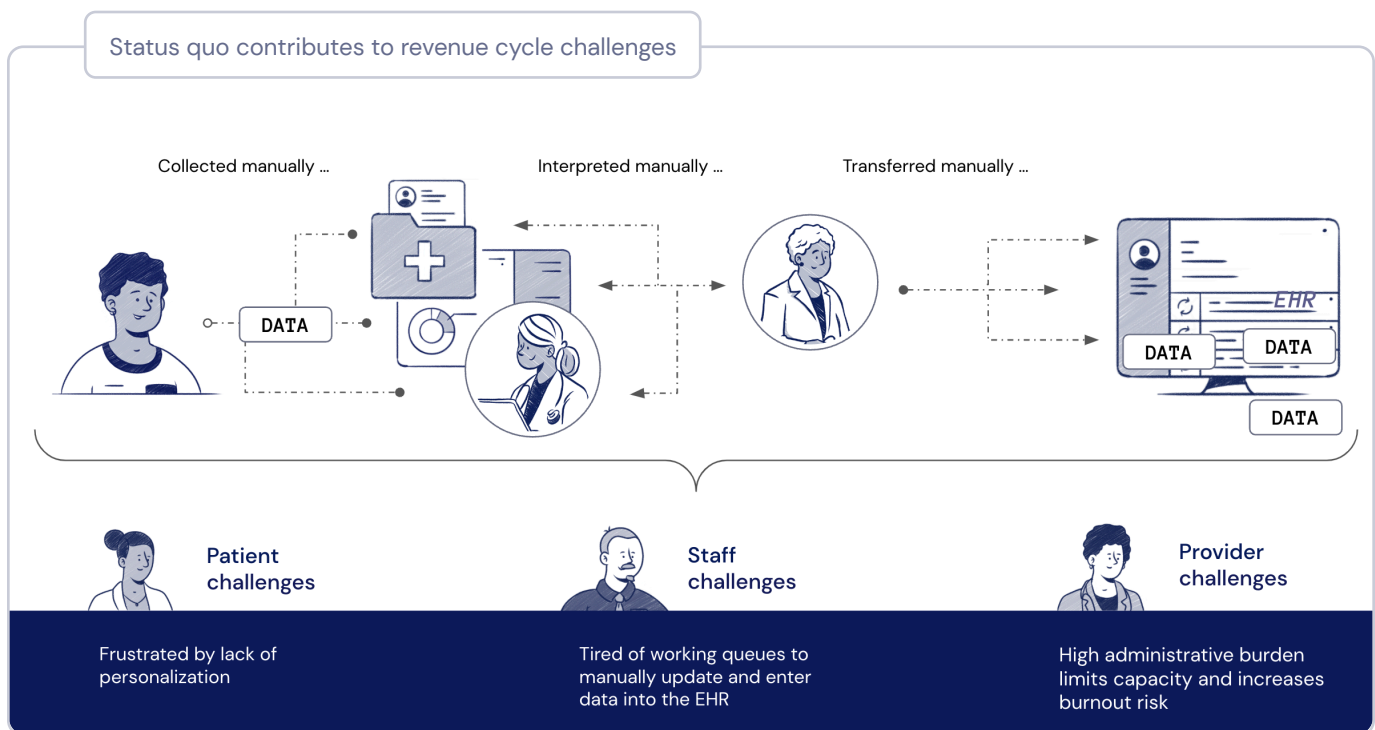 Status quo contributes to revenue cycle challenges
Collected manually ...
Interpreted manually ...
Transferred manually ...
DATA
EHR
DATA
DATA
DATA
Patient
challenges
Staff
challenges
Provider
challenges
Frustrated by lack of
personalization
Tired of working queues to
manually update and enter
data into the EHR
High administrative burden
limits capacity and increases
burnout risk